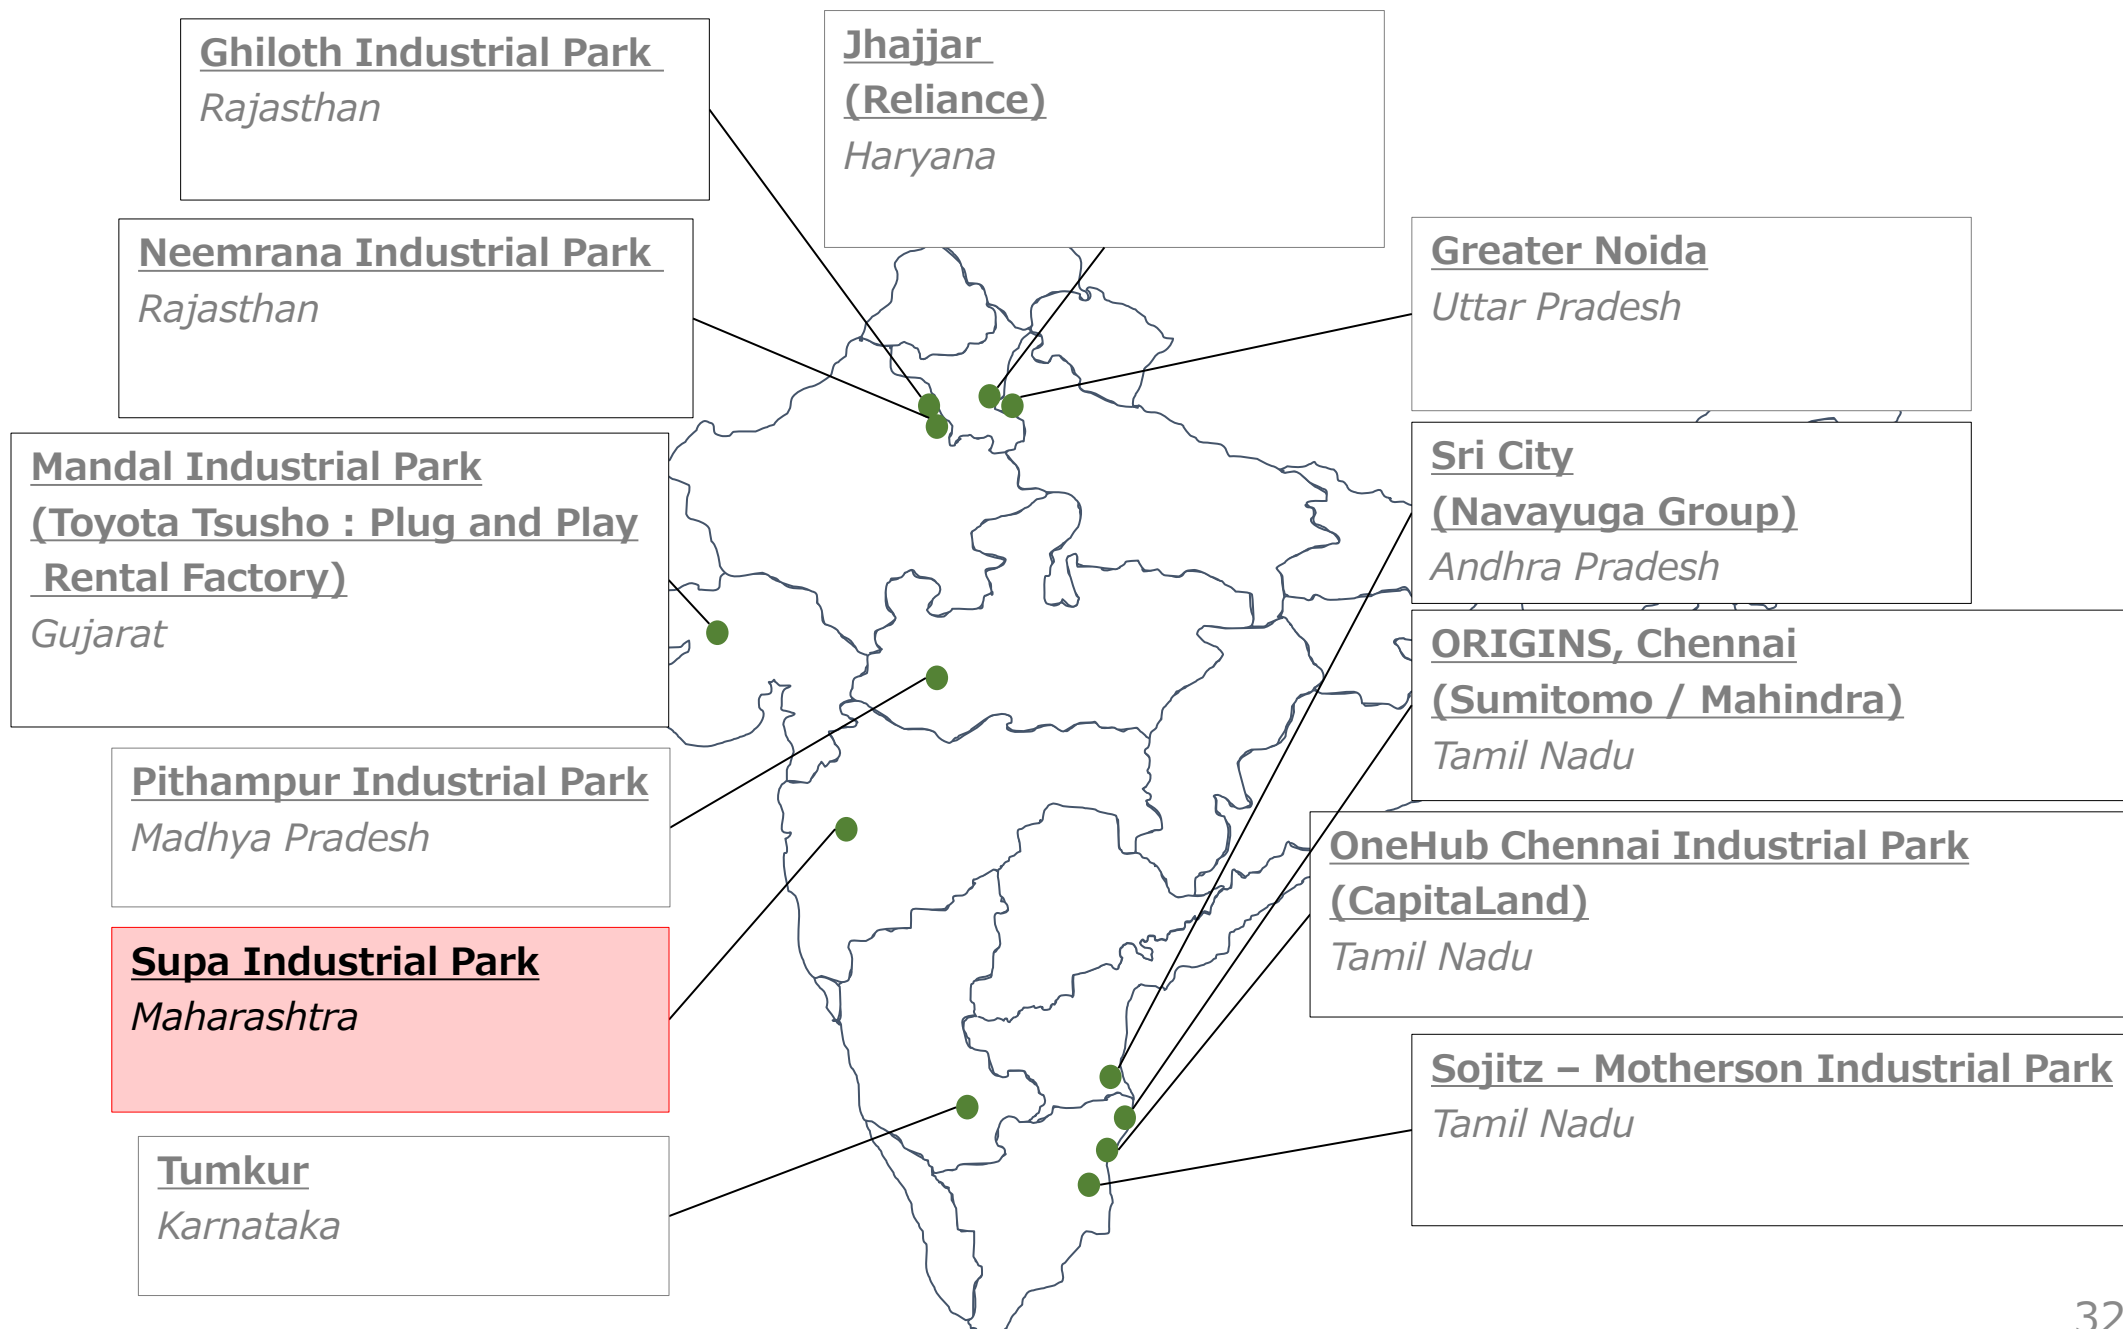 Ghiloth Industrial Park
Rajasthan
Jhajjar
(Reliance)
Haryana
Neemrana Industrial Park
Rajasthan
Greater Noida
Uttar Pradesh
Mandal Industrial Park
(Toyota Tsusho : Plug and Play
Rental Factory)
Gujarat
Sri City
(Navayuga Group)
Andhra Pradesh
ORIGINS, Chennai
(Sumitomo / Mahindra)
Tamil Nadu
Pithampur Industrial Park
Madhya Pradesh
OneHub Chennai Industrial Park
(CapitaLand)
Tamil Nadu
Supa Industrial Park
Maharashtra
Sojitz – Motherson Industrial Park
Tamil Nadu
Tumkur
Karnataka
32